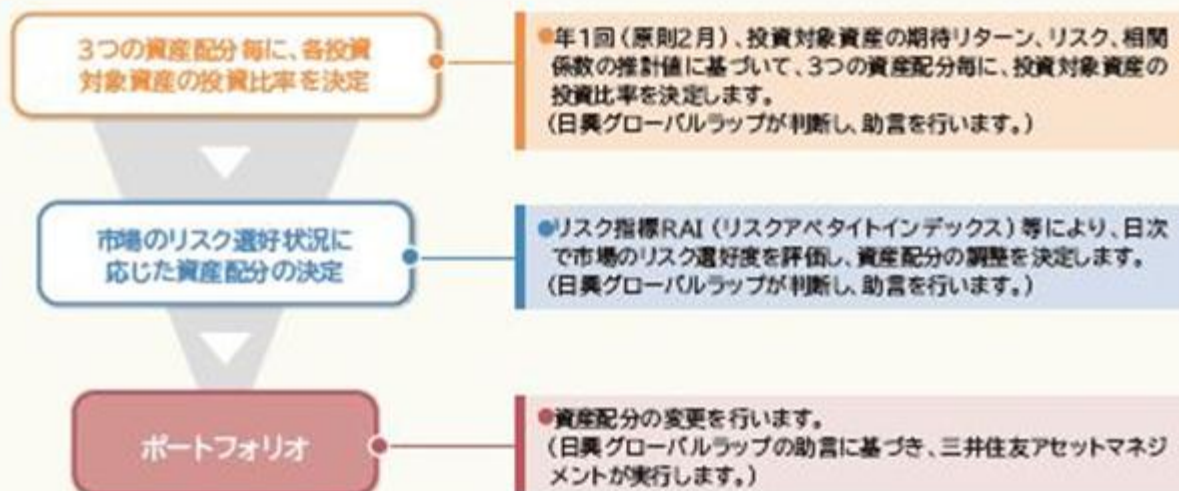 3つの資産配分毎に、各投資
対象資産の投資比率を決定
●年1回(原則2月)、投資対象資産の期待リターン、リスク、相関
係数の推計値に基づいて、3つの資産配分毎に、投資対象資産の
投資比率を決定します。
(日興グローバルラップが判断し、助言を行います。)
市場のリスク選好状況に
応じた資産配分の決定
●リスク指標RAI(リスクアペタイトインデックス)等により、日次
で市場のリスク選好度を評価し、資産配分の調整を決定します。
(日興グローバルラップが判断し、助言を行います。)
ポートフォリオ
●資産配分の変更を行います。
(日興グローバルラップの助言に基づき、三井住友アセットマネジ
メントが実行します。)